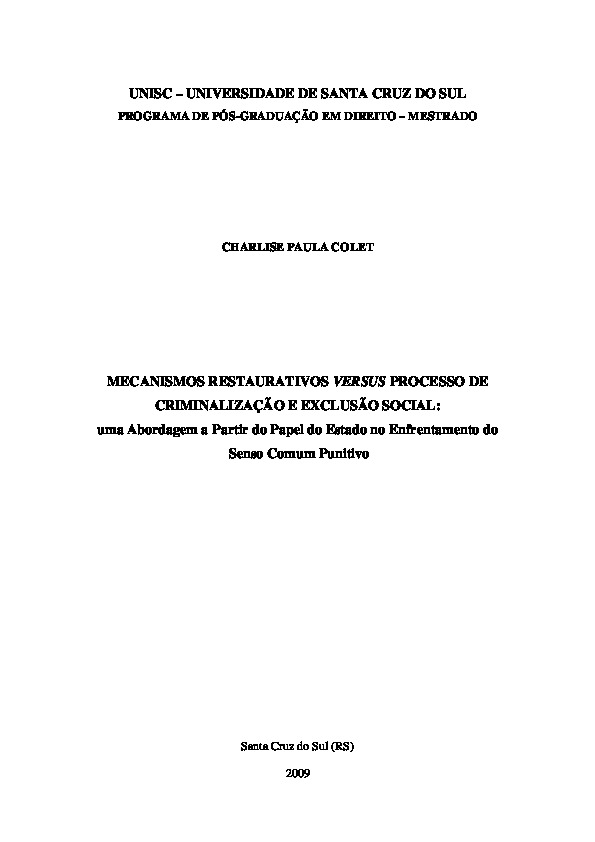 UNISC – UNIVERSIDADE DE SANTA CRUZ DO SUL
PROGRAMA DE PÓS-GRADUAÇÃO EM DIREITO – MESTRADO
CHARLISE PAULA COLET
MECANISMOS RESTAURATIVOS VERSUS PROCESSO DE
CRIMINALIZAÇÃO E EXCLUSÃO SOCIAL:
uma Abordagem a Partir do Papel do Estado no Enfrentamento do
Senso Comum Punitivo
Santa Cruz do Sul (RS)
2009